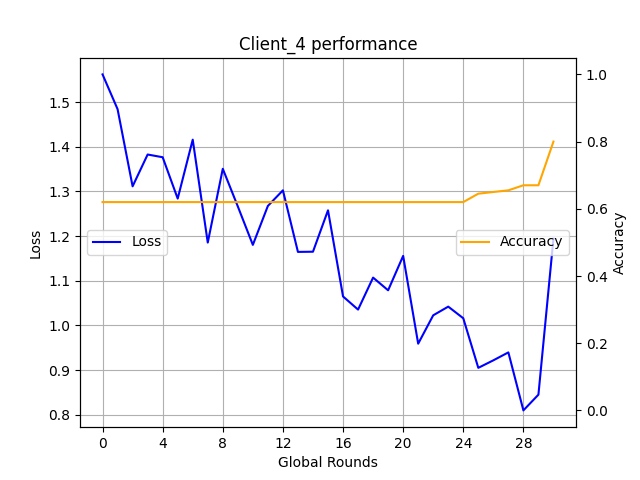 Client_4 performance
1.5
1.4
1.3
1.2
1.1
1.0
0.9
0.8
Loss
Loss
Accuracy
1.0
0.8
0.6
0.4
0.2
0.0
Accuracy
0 4 8 12 16 20 24 28
Global Rounds